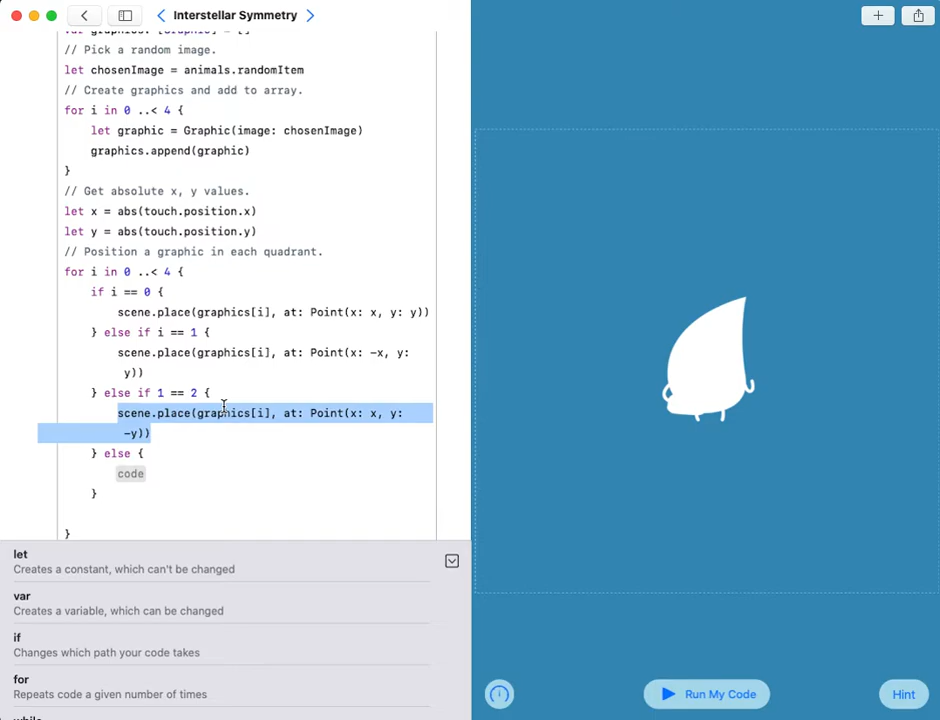 Interstellar Symmetry
var graphics: [Graphic] = []
// Pick a random image.
let chosenImage = animals.randomItem
// Create graphics and add to array.
for i in 0 ..< 4 {
let graphic = Graphic(image: chosenImage)
graphics.append(graphic)
}
// Get absolute x, y values.
let x = abs(touch.position.x)
let y = abs(touch.position.y)
// Position a graphic in each quadrant.
for i in 0 ..< 4 {
if i == 0 {
scene.place(graphics[i], at: Point(x: x, y: y))
} else if i == 1 {
scene.place(graphics[i], at: Point(x: -x, y:
y))
} else if 1 == 2 {
scene.place(graphics[i], at: Point(x: x, y:
-y))
} else {
code
}
}
let
Creates a constant, which can't be changed
var
Creates a variable, which can be changed
if
Changes which path your code takes
for
Repeats code a given number of times
while
Run My Code
Hint